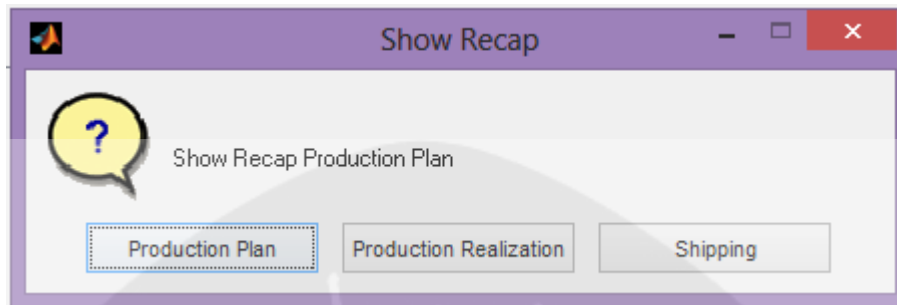 Show Recap
?
Show Recap Production Plan
Production Plan Production Realization Shipping